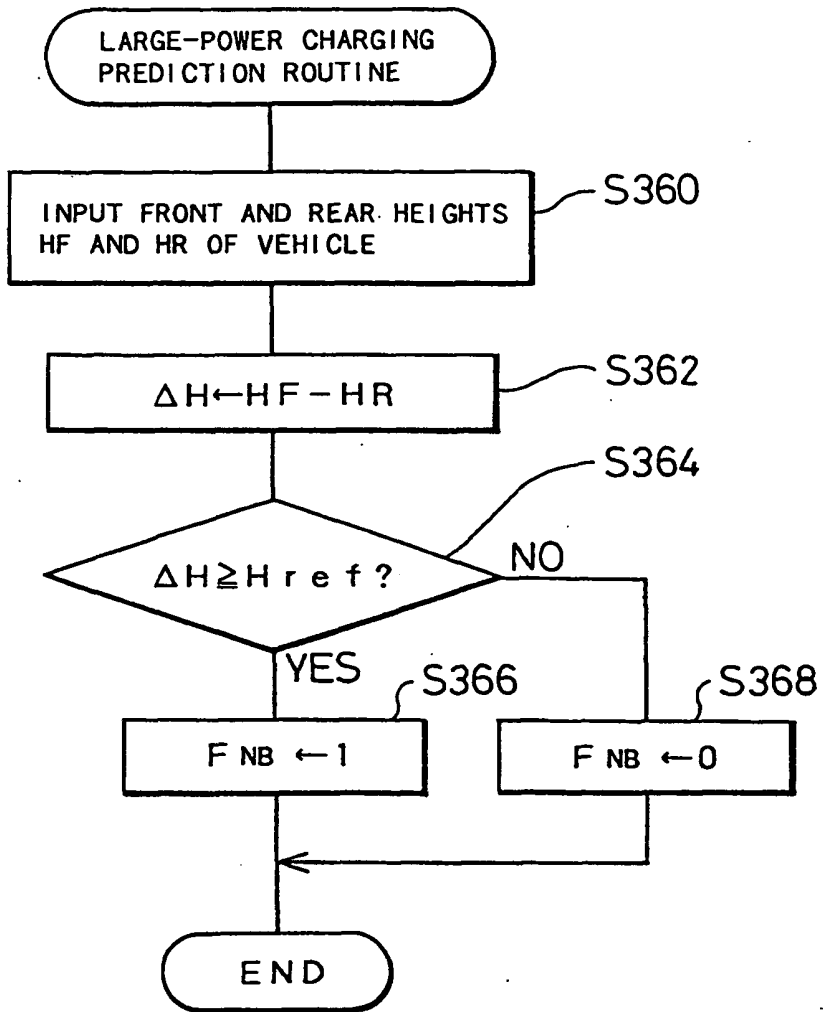 LARGE-POWER CHARGING
PREDICTION ROUTINE
S360
INPUT FRONT AND REAR HEIGHTS
HF AND HR OF VEHICLE
S362
ΔH←HF-HR
S364
ΔH≧Href?
NO
YES
S366
S368
FNB ←1
FNB ←0
END